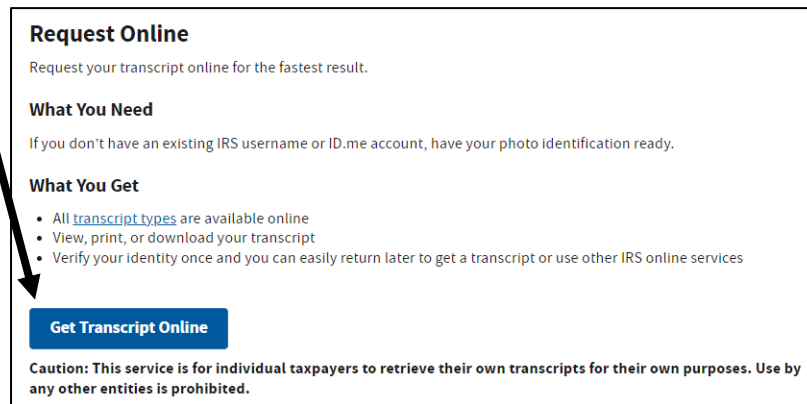 Request Online
Request your transcript online for the fastest result.
What You Need
If you don't have an existing IRS username or ID.me account, have your photo identification ready.
What You Get
• All transcript types are available online
• View, print, or download your transcript
• Verify your identity once and you can easily return later to get a transcript or use other IRS online services
Get Transcript Online
Caution: This service is for individual taxpayers to retrieve their own transcripts for their own purposes. Use by
any other entities is prohibited.